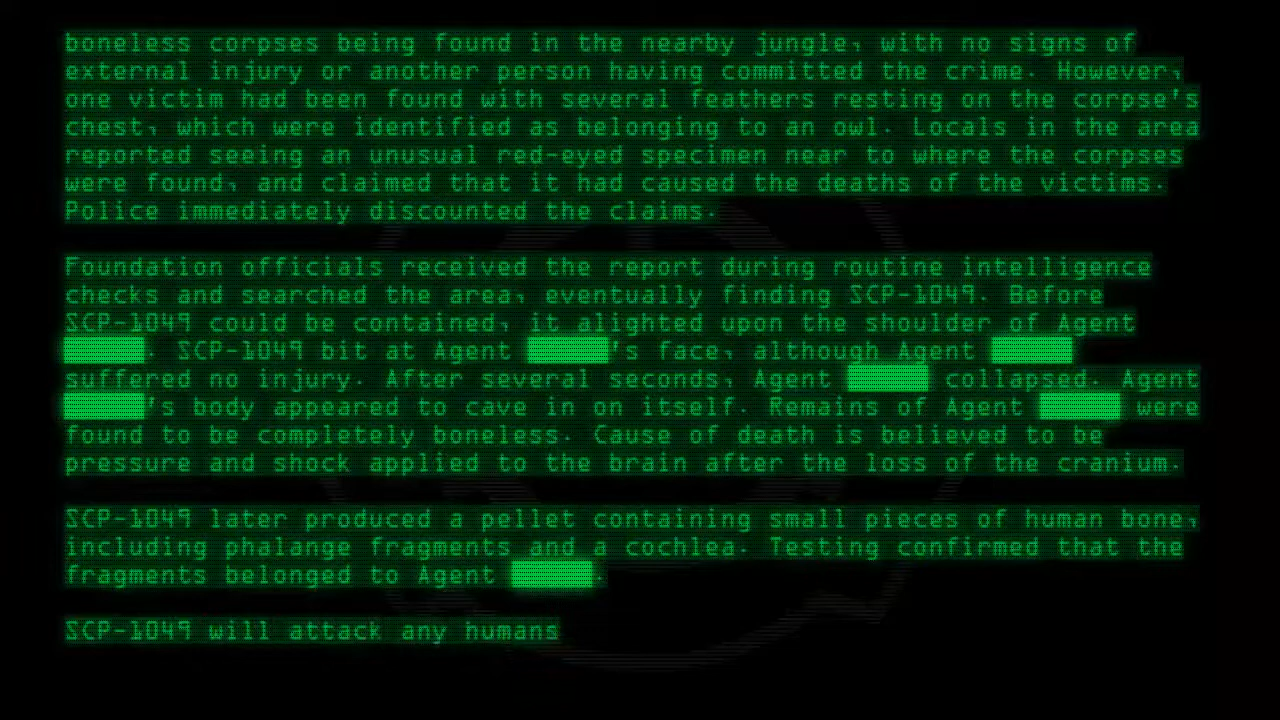 boneless corpses being found in the nearby jungle, with no signs of
external injury or another person having committed the crime. However,
one victim had been found with several feathers resting on the corpse's
chest, which were identified as belonging to an owl. Locals in the area
reported seeing an unusual red-eyed specimen near to where the corpses
were found, and claimed that it had caused the deaths of the victims.
Police immediately discounted the claims.
Foundation officials received the report during routine intelligence
checks and searched the area, eventually finding SCP-1049. Before
SCP-1049 could be contained, it alighted upon the shoulder of Agent
█████. SCP-1049 bit at Agent █████'s face, although Agent █████
suffered no injury. After several seconds, Agent █████ collapsed. Agent
█████'s body appeared to cave in on itself. Remains of Agent █████ were
found to be completely boneless. Cause of death is believed to be
pressure and shock applied to the brain after the loss of the cranium.
SCP-1049 later produced a pellet containing small pieces of human bone,
including phalange fragments and a cochlea. Testing confirmed that the
fragments belonged to Agent █████.
SCP-1049 will attack any humans